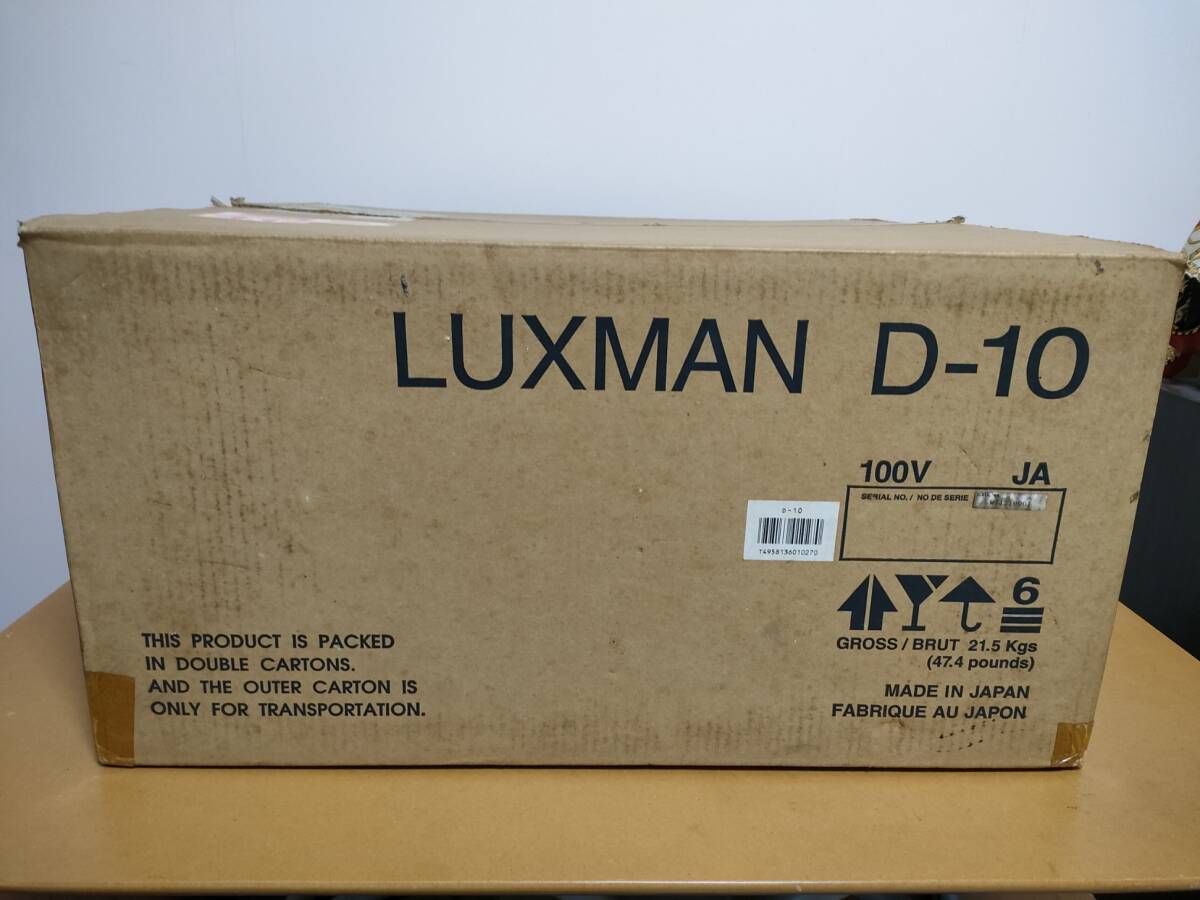 LUXMAN D-10
100V JA
SERIAL NO. / NO DE SERIE
D-10
14958136010270
6
GROSS / BRUT 21.5 Kgs
(47.4 pounds)
MADE IN JAPAN
FABRIQUE AU JAPON
THIS PRODUCT IS PACKED
IN DOUBLE CARTONS.
AND THE OUTER CARTON IS
ONLY FOR TRANSPORTATION.